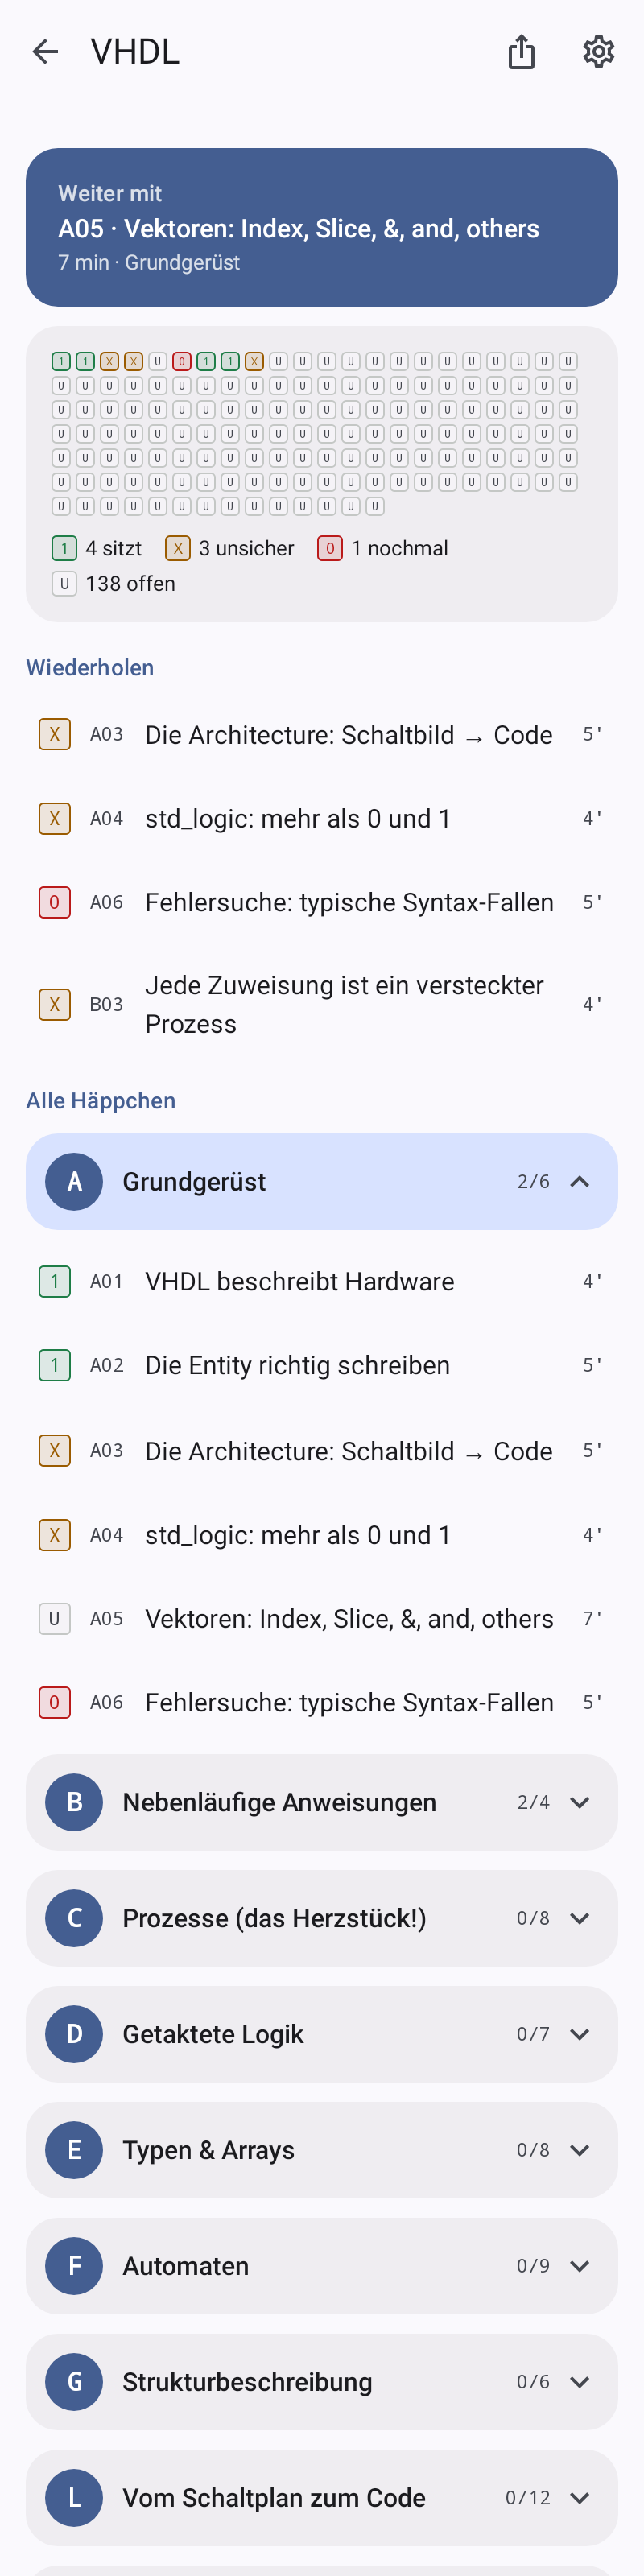 VHDL
Weiter mit
A05 · Vektoren: Index, Slice, &, and, others
7 min · Grundgerüst
1 1 X X U 0 1 1 X U U U U U U U U U U U U U
U U U U U U U U U U U U U U U U U U U U U U
U U U U U U U U U U U U U U U U U U U U U U
U U U U U U U U U U U U U U U U U U U U U U
U U U U U U U U U U U U U U U U U U U U U U
U U U U U U U U U U U U U U U U U U U U U U
U U U U U U U U U U U U U U
1 4 sitzt X 3 unsicher 0 1 nochmal
U 138 offen
Wiederholen
X A03 Die Architecture: Schaltbild → Code 5'
X A04 std_logic: mehr als 0 und 1 4'
0 A06 Fehlersuche: typische Syntax-Fallen 5'
X B03 Jede Zuweisung ist ein versteckter 4'
Prozess
Alle Häppchen
A Grundgerüst 2/6
1 A01 VHDL beschreibt Hardware 4'
1 A02 Die Entity richtig schreiben 5'
X A03 Die Architecture: Schaltbild → Code 5'
X A04 std_logic: mehr als 0 und 1 4'
U A05 Vektoren: Index, Slice, &, and, others 7'
0 A06 Fehlersuche: typische Syntax-Fallen 5'
B Nebenläufige Anweisungen 2/4
C Prozesse (das Herzstück!) 0/8
D Getaktete Logik 0/7
E Typen & Arrays 0/8
F Automaten 0/9
G Strukturbeschreibung 0/6
L Vom Schaltplan zum Code 0/12